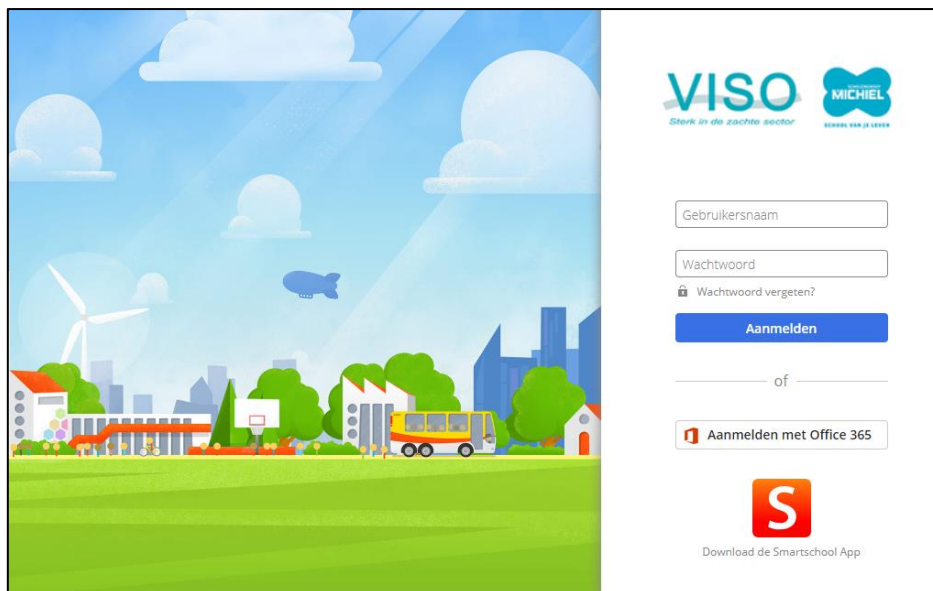 VISO
Sterk in de zachte sector
MICHIEL
SCHOOL VAN JE LEVEN
Gebruikersnaam
Wachtwoord
Wachtwoord vergeten?
Aanmelden
of
Aanmelden met Office 365
S
Download de Smartschool App